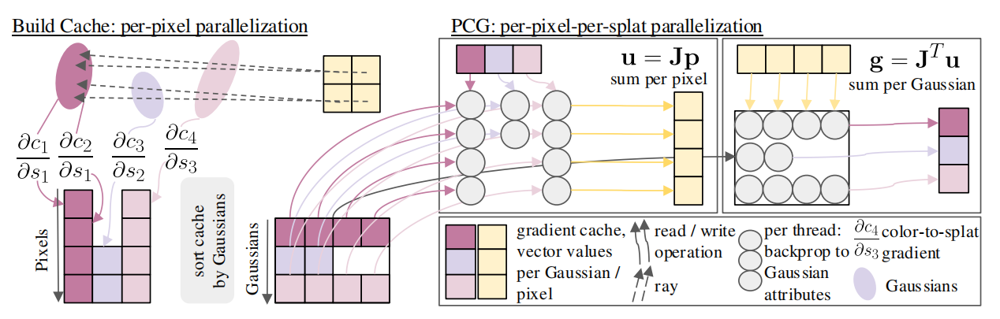 Build Cache: per-pixel parallelization
∂c₁/∂s₁ ∂c₂/∂s₁ ∂c₃/∂s₂ ∂c₄/∂s₃
Pixels
sort cache
by Gaussians
Gaussians
PCG: per-pixel-per-splat parallelization
u = Jp
sum per pixel
g = Jᵀu
sum per Gaussian
gradient cache,
vector values
per Gaussian /
pixel
read / write
operation
ray
per thread:
backprop to
Gaussian
attributes
∂c₄/∂s₃ color-to-splat
gradient
Gaussians